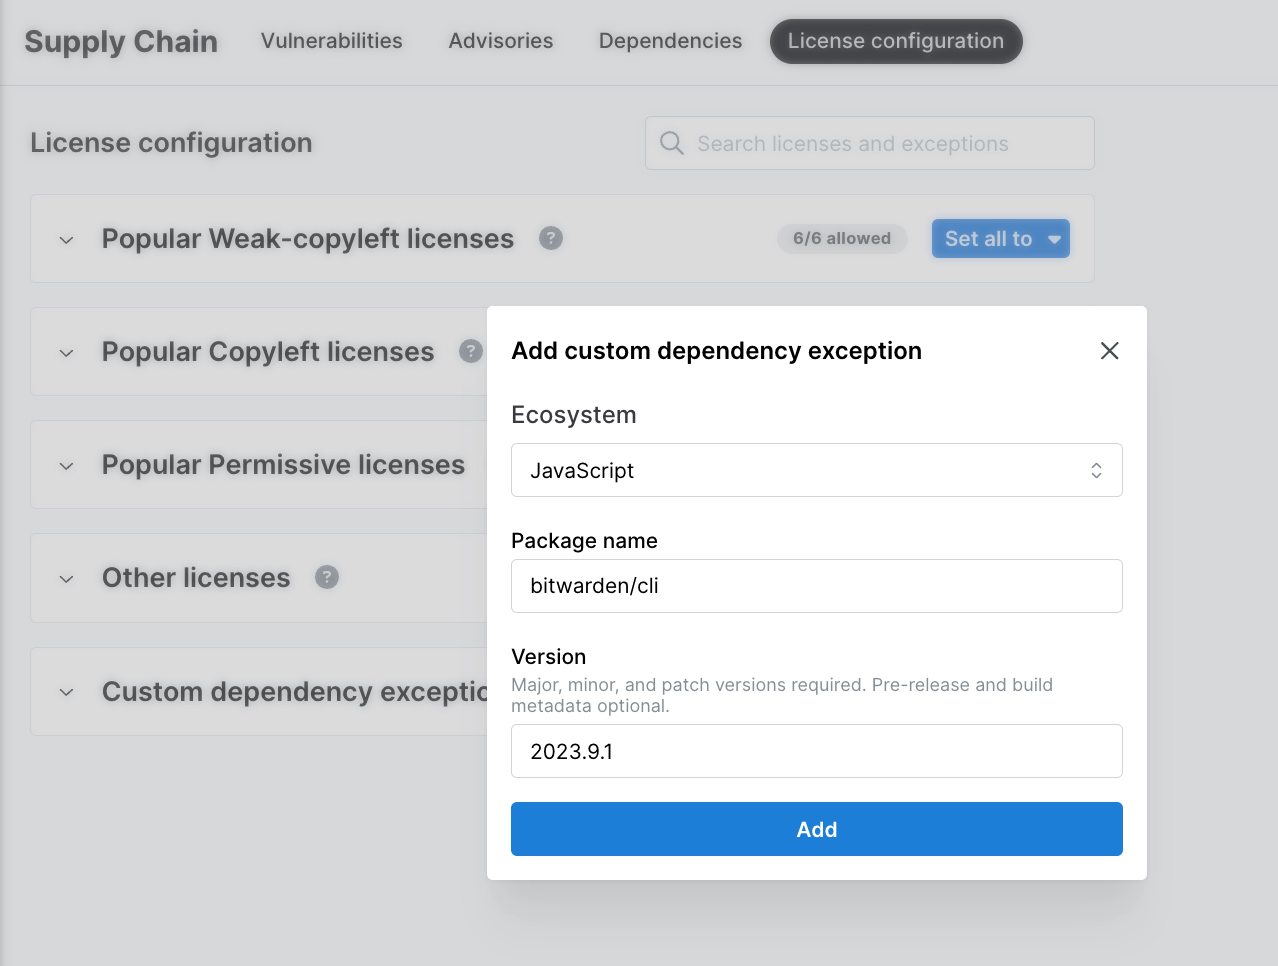 Supply Chain
Vulnerabilities
Advisories
Dependencies
License configuration
License configuration
Search licenses and exceptions
Popular Weak-copyleft licenses
?
6/6 allowed
Set all to
Popular Copyleft licenses
?
Popular Permissive licenses
Other licenses
?
Custom dependency exceptio
Add custom dependency exception
Ecosystem
JavaScript
Package name
bitwarden/cli
Version
Major, minor, and patch versions required. Pre-release and build
metadata optional.
2023.9.1
Add